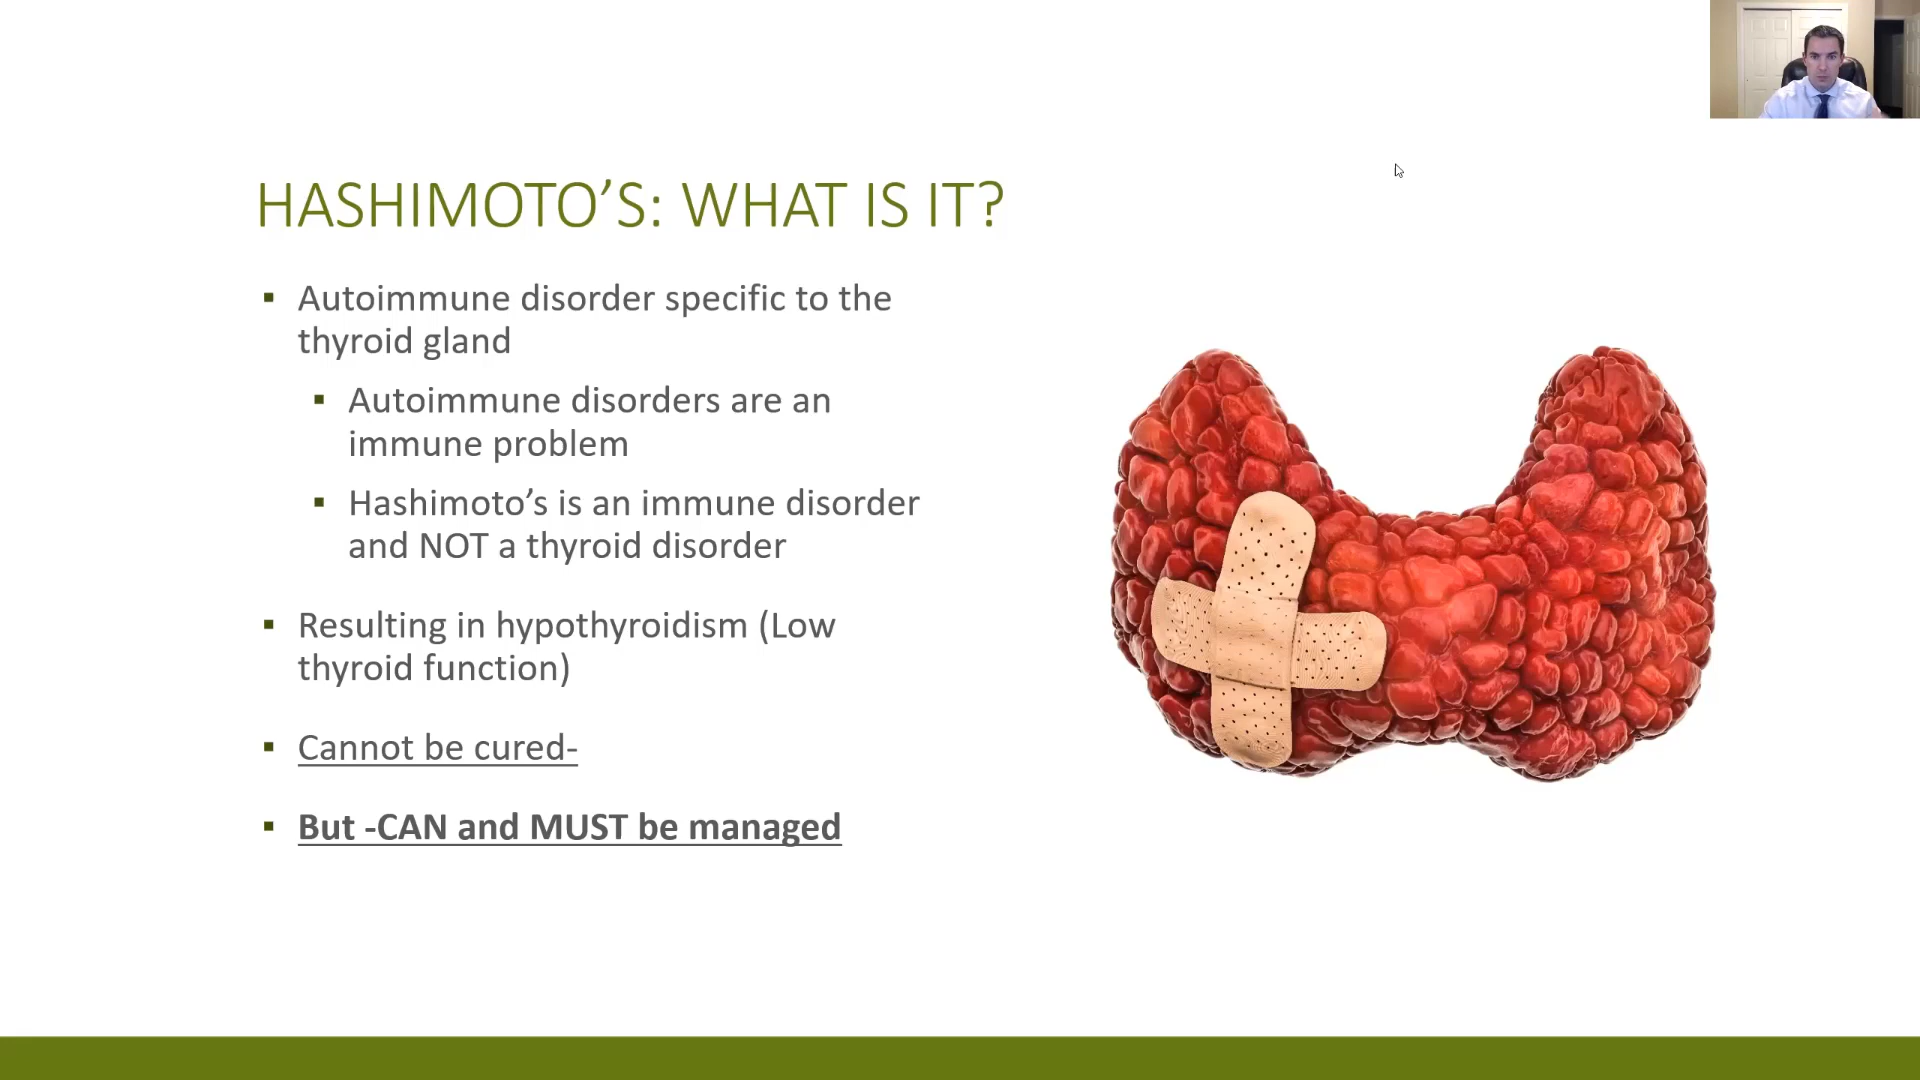 HASHIMOTO’S: WHAT IS IT?
▪ Autoimmune disorder specific to the
thyroid gland
▪ Autoimmune disorders are an
immune problem
▪ Hashimoto’s is an immune disorder
and NOT a thyroid disorder
▪ Resulting in hypothyroidism (Low
thyroid function)
▪ Cannot be cured-
▪ But -CAN and MUST be managed